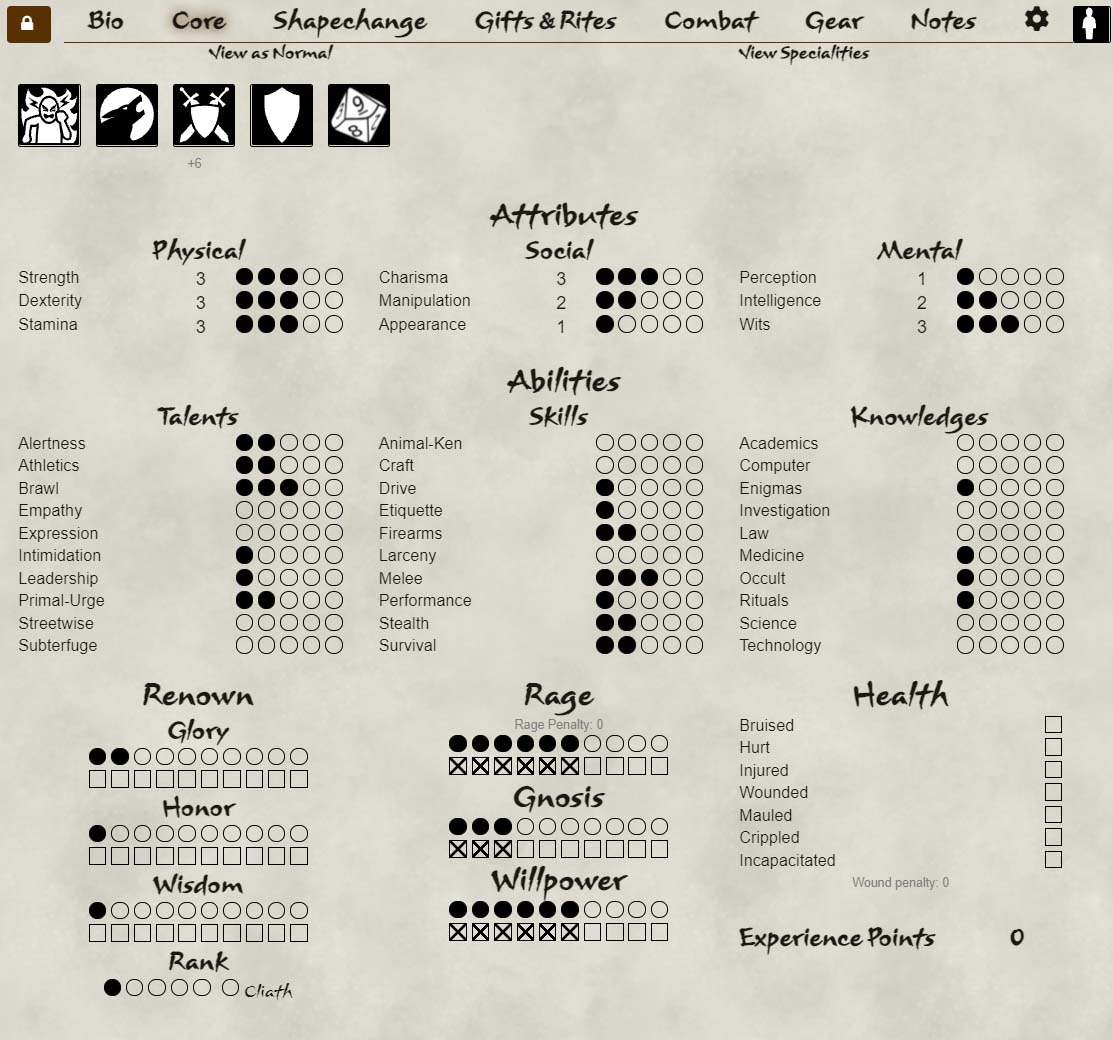 Bio Core Shapechange Gifts & Rites Combat Gear Notes
View as Normal View Specialities
9 8
+6
Attributes
Physical Social Mental
Strength 3 Charisma 3 Perception 1
Dexterity 3 Manipulation 2 Intelligence 2
Stamina 3 Appearance 1 Wits 3
Abilities
Talents Skills Knowledges
Alertness Animal-Ken Academics
Athletics Craft Computer
Brawl Drive Enigmas
Empathy Etiquette Investigation
Expression Firearms Law
Intimidation Larceny Medicine
Leadership Melee Occult
Primal-Urge Performance Rituals
Streetwise Stealth Science
Subterfuge Survival Technology
Renown Rage Health
Rage Penalty: 0
Glory
Honor
Wisdom
Rank
Cliath
Gnosis
Willpower
Bruised
Hurt
Injured
Wounded
Mauled
Crippled
Incapacitated
Wound penalty: 0
Experience Points 0